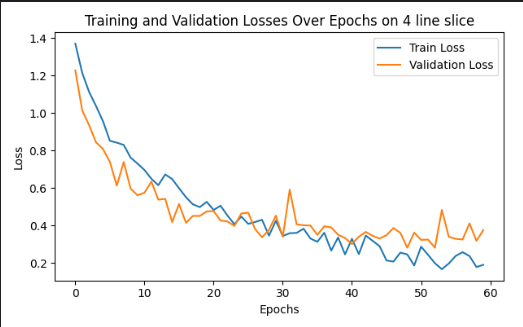 Training and Validation Losses Over Epochs on 4 line slice
Train Loss
Validation Loss
Loss
1.4
1.2
1.0
0.8
0.6
0.4
0.2
0
10
20
30
40
50
60
Epochs